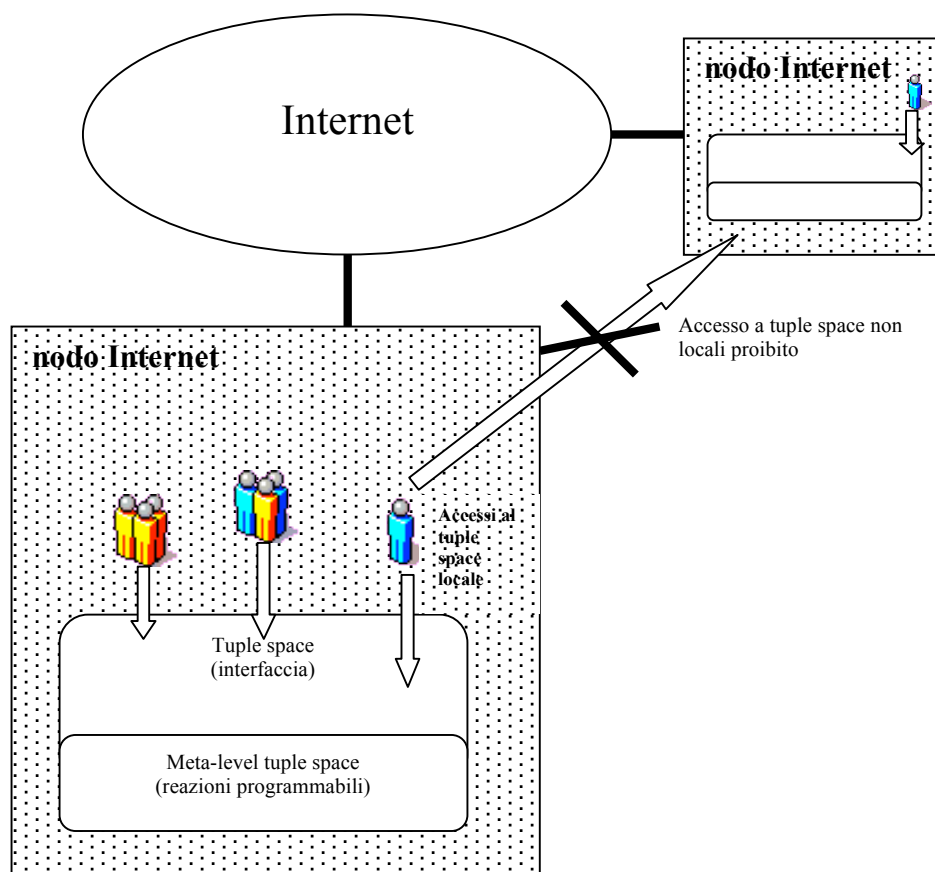 Internet
nodo Internet
Accesso a tuple space non
locali proibito
nodo Internet
Accessi al
tuple
space
locale
Tuple space
(interfaccia)
Meta-level tuple space
(reazioni programmabili)